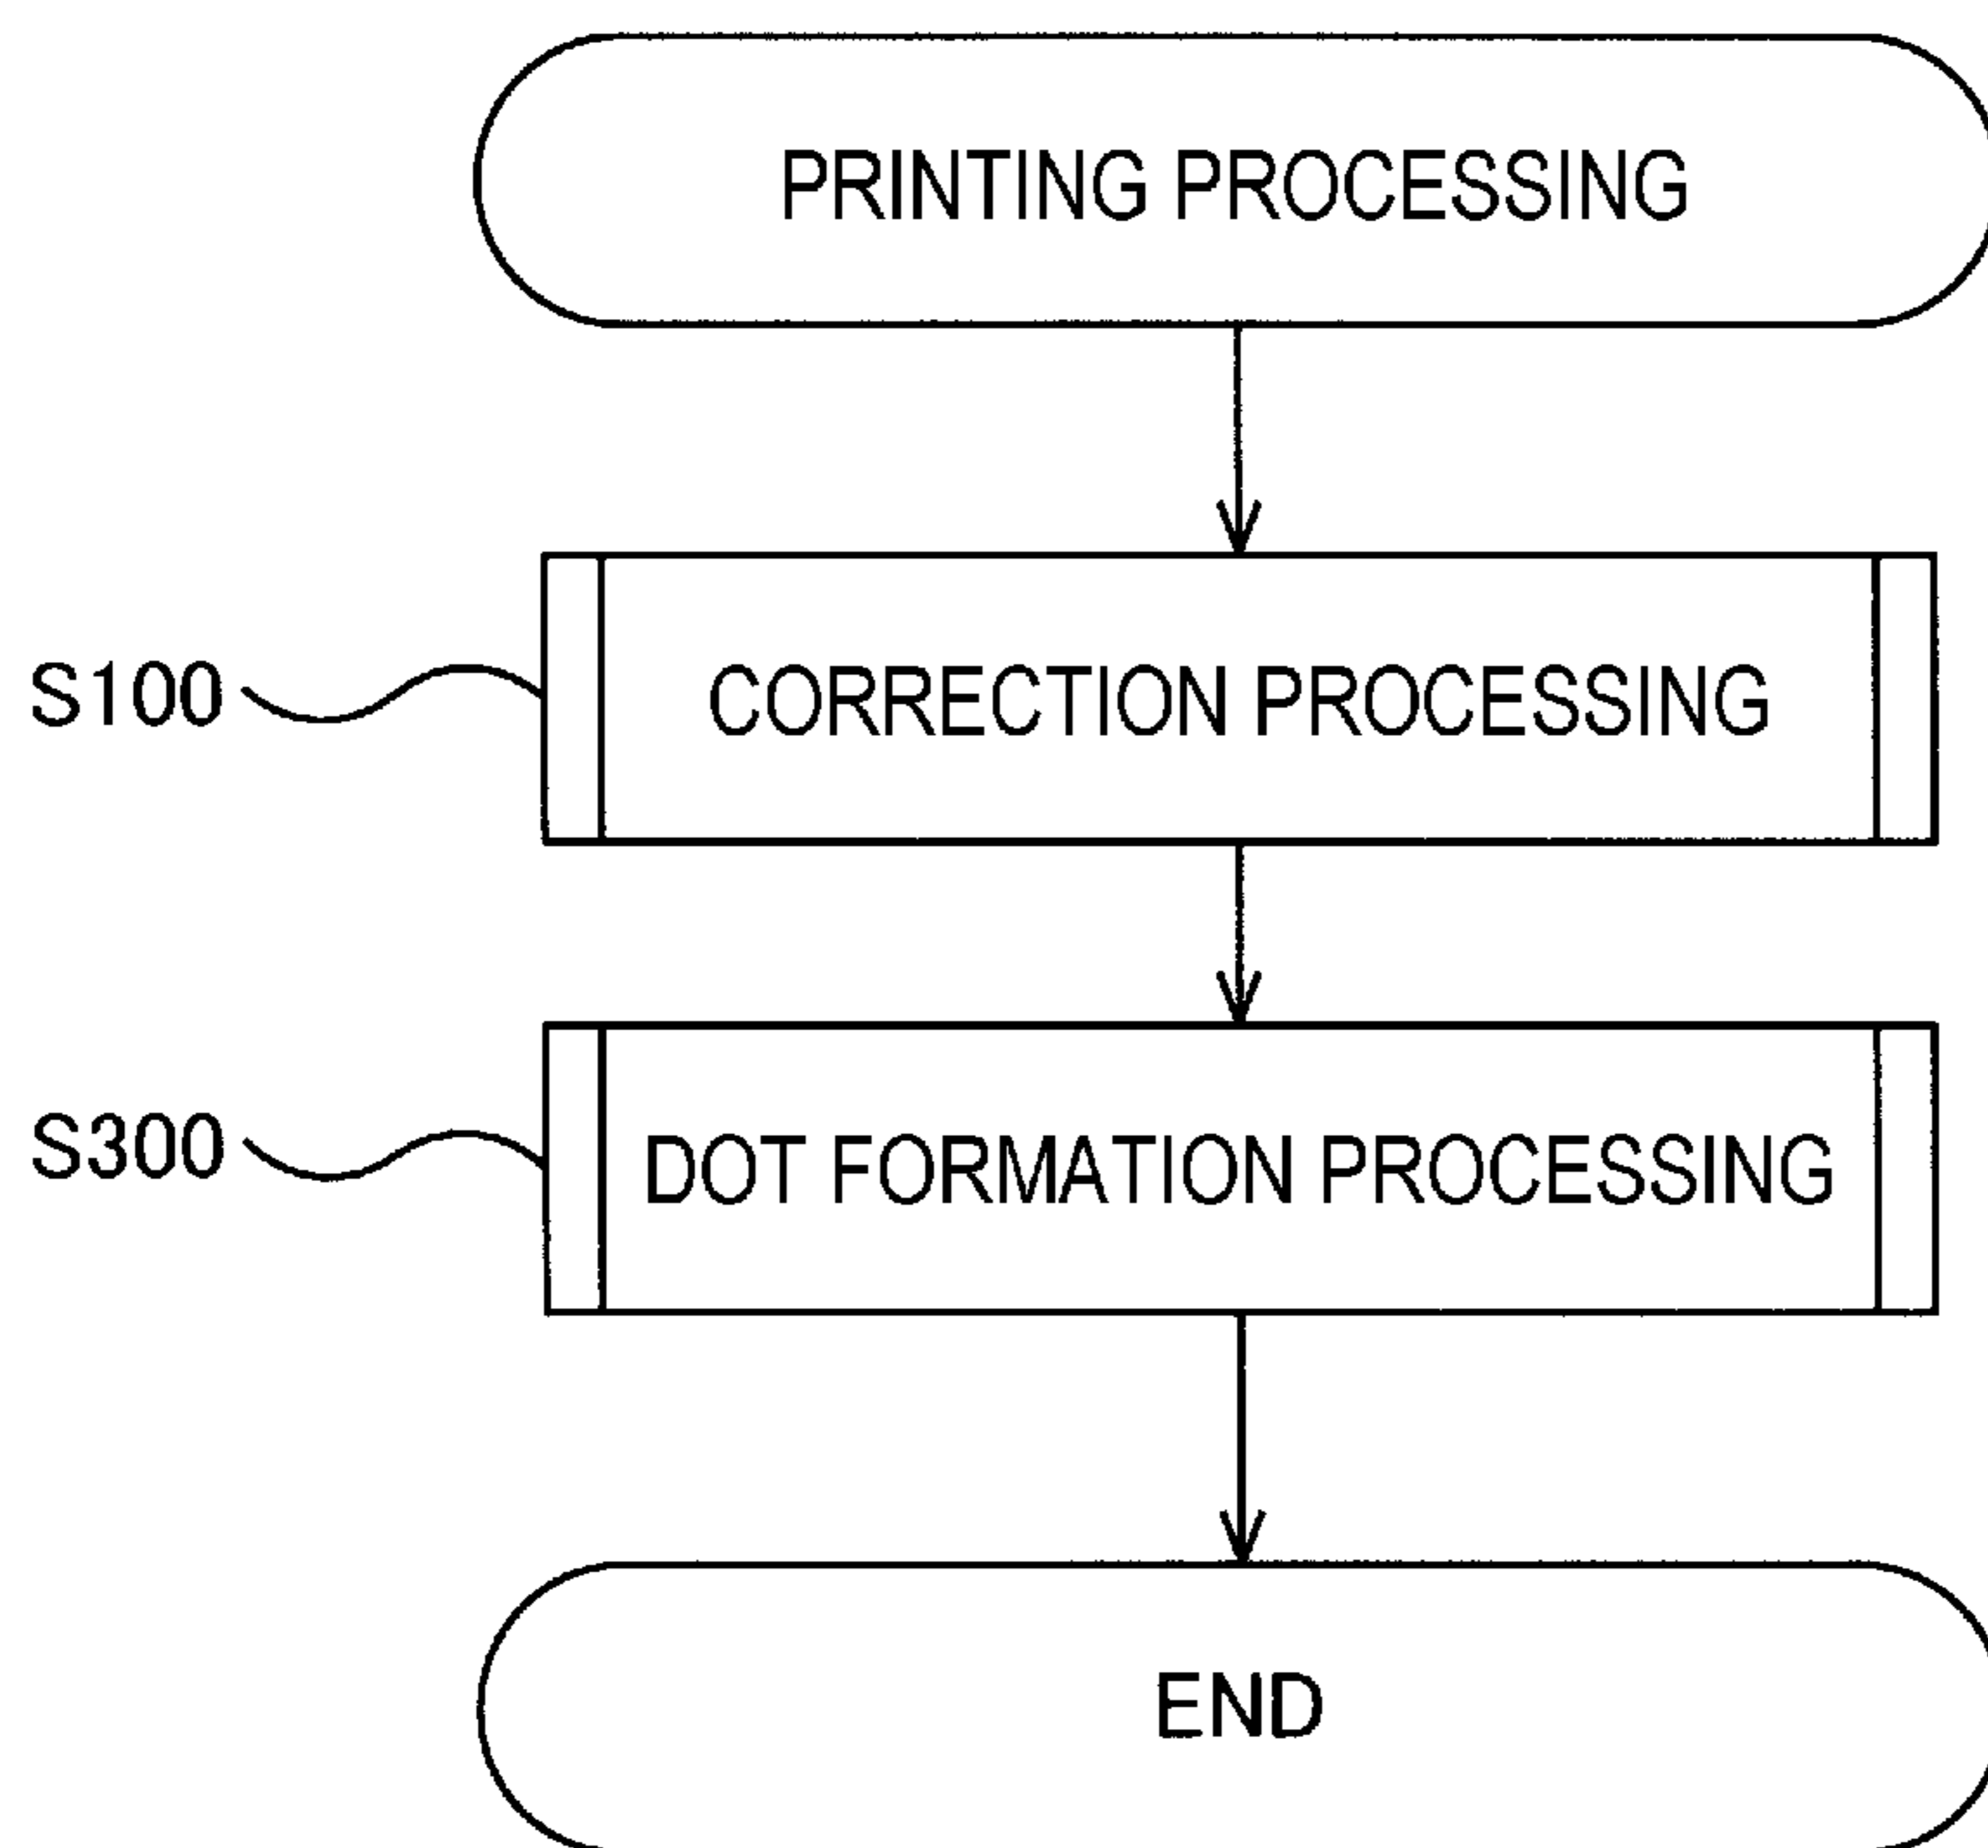 PRINTING PROCESSING
S100
CORRECTION PROCESSING
S300
DOT FORMATION PROCESSING
END